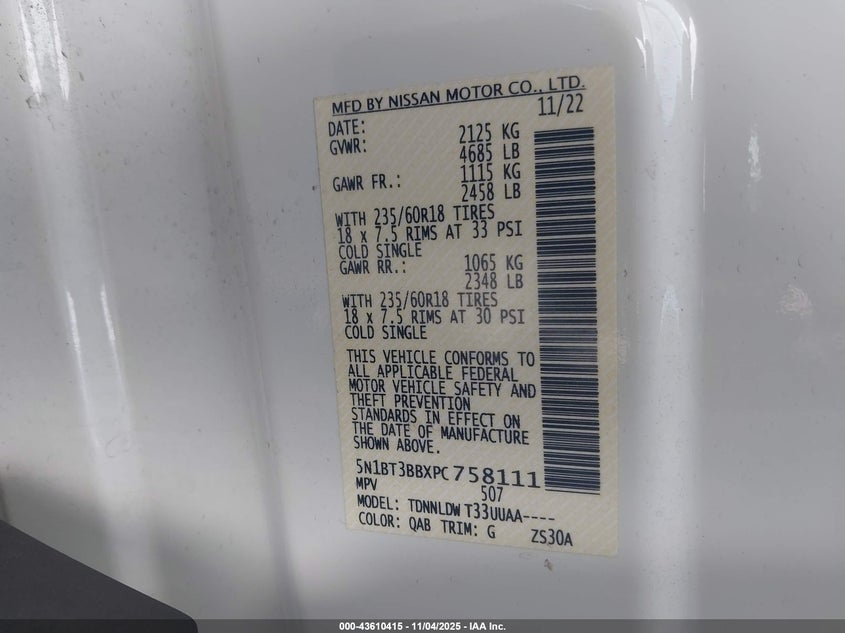 MFD BY NISSAN MOTOR CO., LTD.
DATE: 11/22
GVWR: 2125 KG
4685 LB
GAWR FR.: 1115 KG
2458 LB
WITH 235/60R18 TIRES
18 x 7.5 RIMS AT 33 PSI
COLD SINGLE
GAWR RR.: 1065 KG
2348 LB
WITH 235/60R18 TIRES
18 x 7.5 RIMS AT 30 PSI
COLD SINGLE
THIS VEHICLE CONFORMS TO
ALL APPLICABLE FEDERAL
MOTOR VEHICLE SAFETY AND
THEFT PREVENTION
STANDARDS IN EFFECT ON
THE DATE OF MANUFACTURE
SHOWN ABOVE.
5N1BT3BBXPC758111
MPV 507
MODEL: TDNNLDW T33UUAA----
COLOR: QAB TRIM: G ZS30A
000-43610415 - 11/04/2025 - IAA Inc.